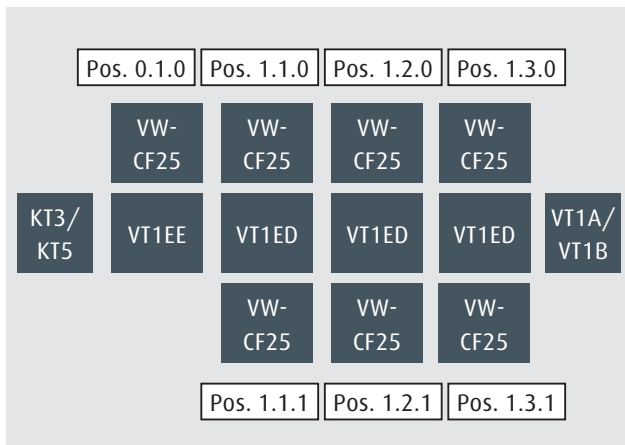 Pos. 0.1.0 Pos. 1.1.0 Pos. 1.2.0 Pos. 1.3.0
VW- VW- VW- VW-
CF25 CF25 CF25 CF25
KT3/ VT1A/
KT5 VT1EE VT1ED VT1ED VT1ED VT1B
VW- VW- VW-
CF25 CF25 CF25
Pos. 1.1.1 Pos. 1.2.1 Pos. 1.3.1